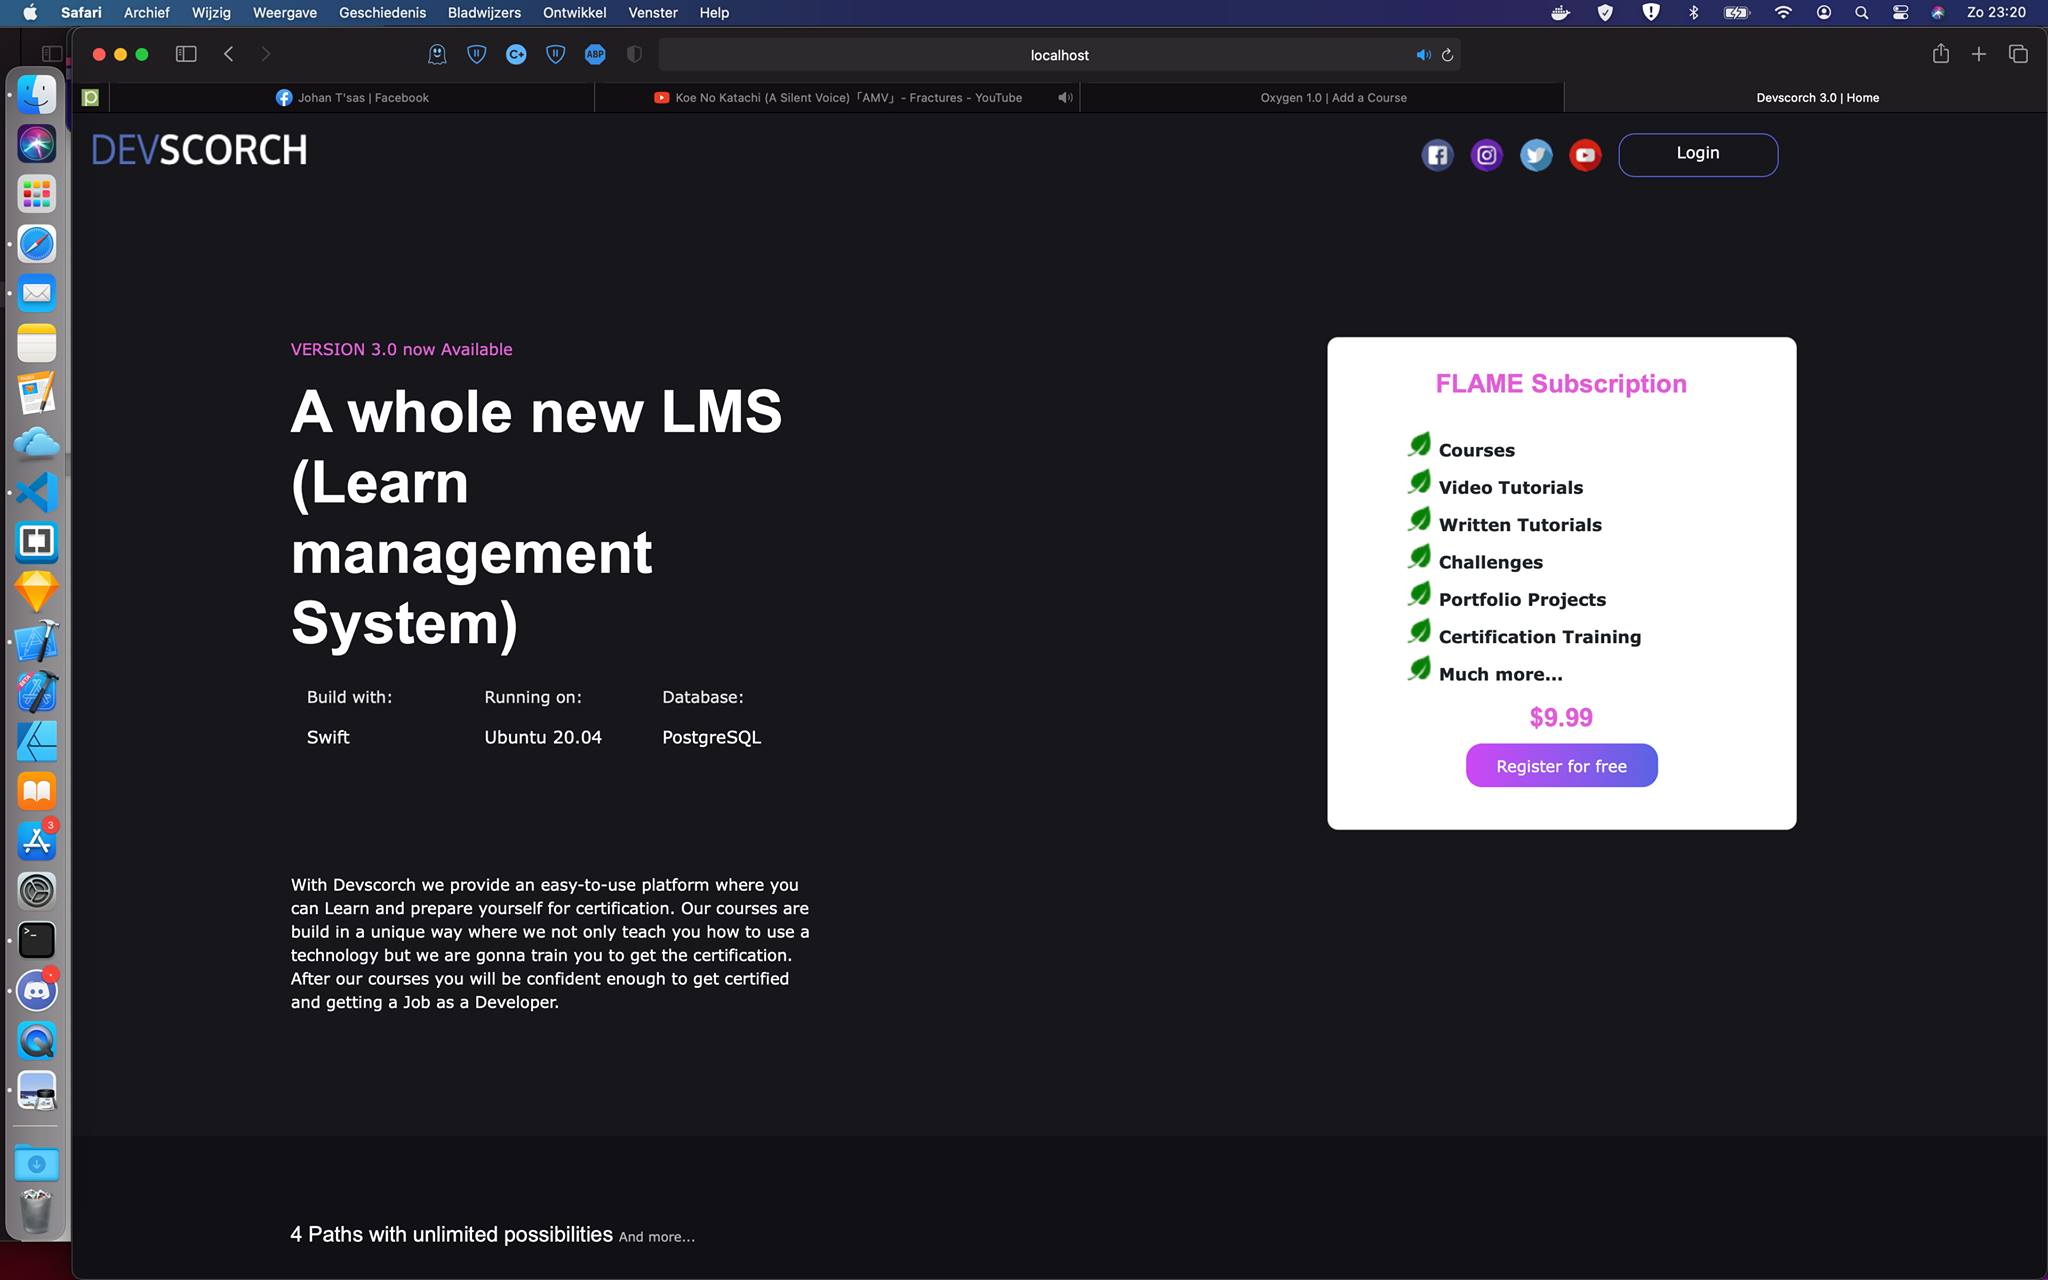 Safari Archief Wijzig Weergave Geschiedenis Bladwijzers Ontwikkel Venster Help Zo 23:20
C+ ABP localhost
Johan T'sas | Facebook Koe No Katachi (A Silent Voice)「AMV」- Fractures - YouTube Oxygen 1.0 | Add a Course Devscorch 3.0 | Home
DEVSCORCH
Login
VERSION 3.0 now Available
A whole new LMS
(Learn
management
System)
Build with: Running on: Database:
Swift Ubuntu 20.04 PostgreSQL
With Devscorch we provide an easy-to-use platform where you
can Learn and prepare yourself for certification. Our courses are
build in a unique way where we not only teach you how to use a
technology but we are gonna train you to get the certification.
After our courses you will be confident enough to get certified
and getting a Job as a Developer.
FLAME Subscription
Courses
Video Tutorials
Written Tutorials
Challenges
Portfolio Projects
Certification Training
Much more...
$9.99
Register for free
4 Paths with unlimited possibilities And more...
BETA
3